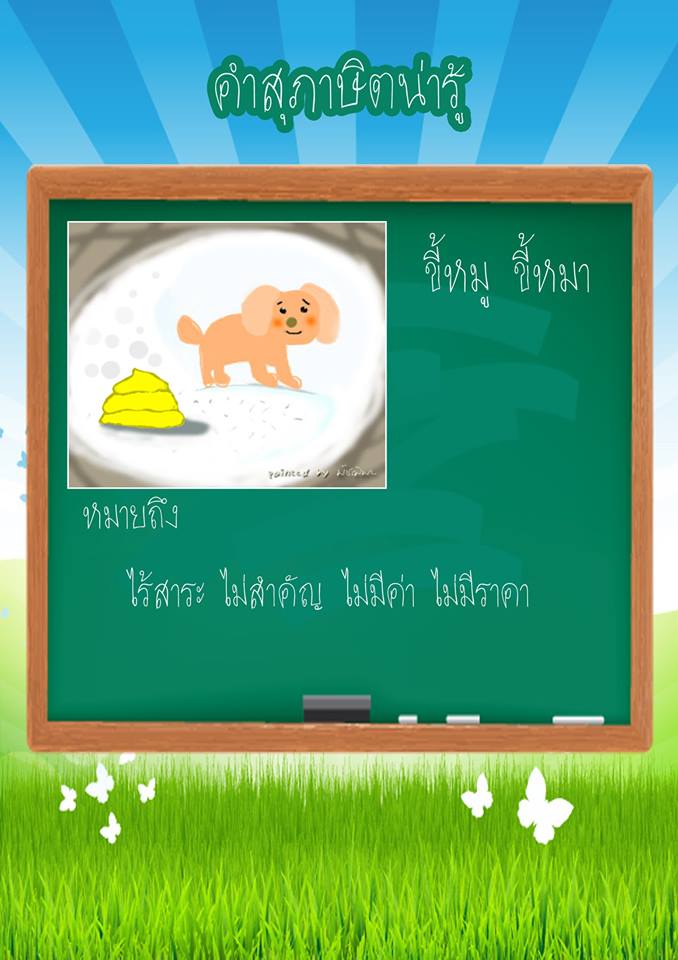 คำสุภาษิตน่ารู้
ขี้หมู ขี้หมา
painted by
หมายถึง
ไร้สาระ ไม่สำคัญ ไม่มีค่า ไม่มีราคา